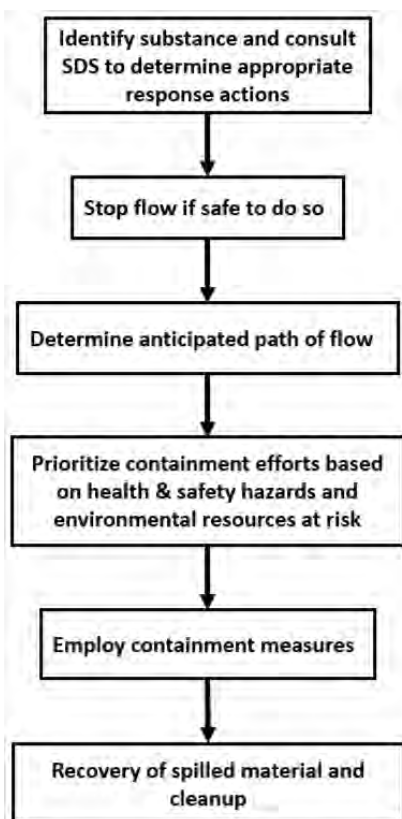 Identify substance and consult
SDS to determine appropriate
response actions
Stop flow if safe to do so
Determine anticipated path of flow
Prioritize containment efforts based
on health & safety hazards and
environmental resources at risk
Employ containment measures
Recovery of spilled material and
cleanup